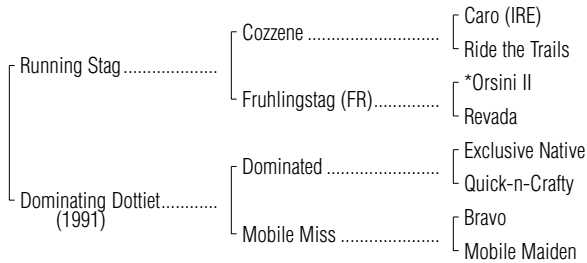 Caro (IRE)
Cozzene ........................
Ride the Trails
Running Stag...................
*Orsini II
Fruhlingstag (FR).............
Revada
Exclusive Native
Dominated ....................
Quick-n-Crafty
Dominating Dottiet...........
(1991)
Bravo
Mobile Miss ..................
Mobile Maiden